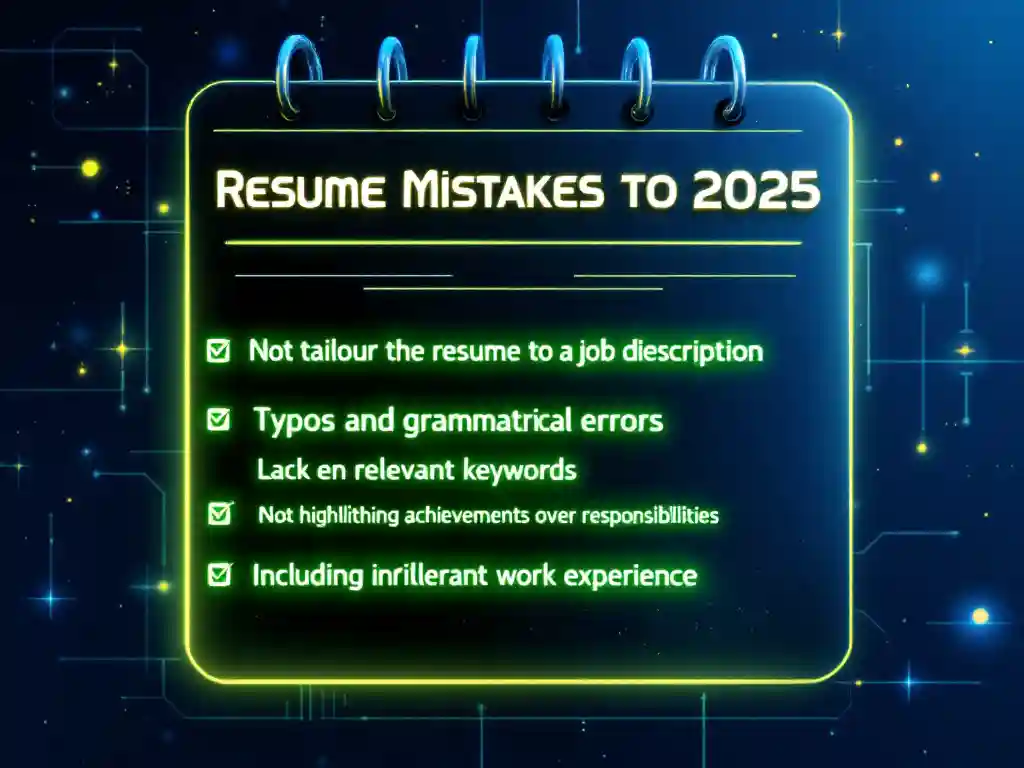 Resume Mistakes to 2025
Not tailour the resume to a job diescription
Typos and grammatrical errors
Lack en relevant keywords
Not highllithing achievements over responsibllities
Including inrillerant work experience